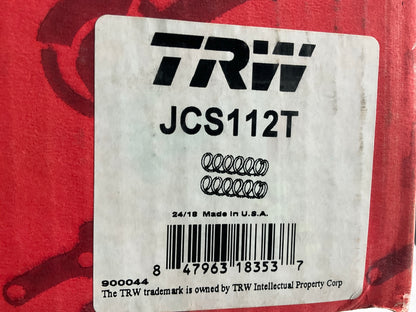 TRW
JCS112T
24/18 Made in U.S.A.
900044
8 47963 18353 7
The TRW trademark is owned by TRW Intellectual Property Corp